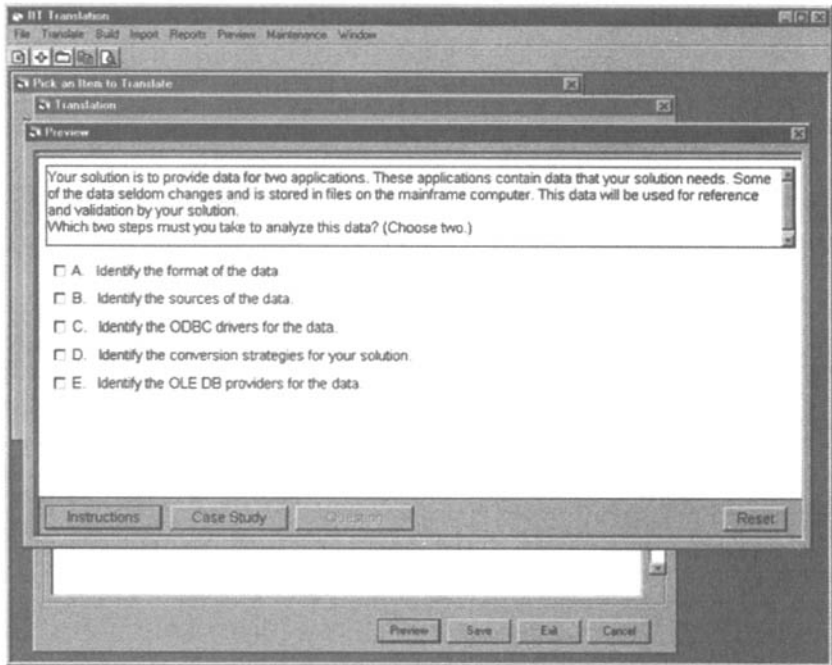 IIT Translation
File Translate Build Import Reports Preview Maintenance Window
Pick an Item to Translate
Translation
Preview
Your solution is to provide data for two applications. These applications contain data that your solution needs. Some
of the data seldom changes and is stored in files on the mainframe computer. This data will be used for reference
and validation by your solution.
Which two steps must you take to analyze this data? (Choose two.)
A. Identify the format of the data
B. Identify the sources of the data.
C. Identify the ODBC drivers for the data.
D. Identify the conversion strategies for your solution.
E. Identify the OLE DB providers for the data.
Instructions Case Study Question Reset
Preview Save Exit Cancel